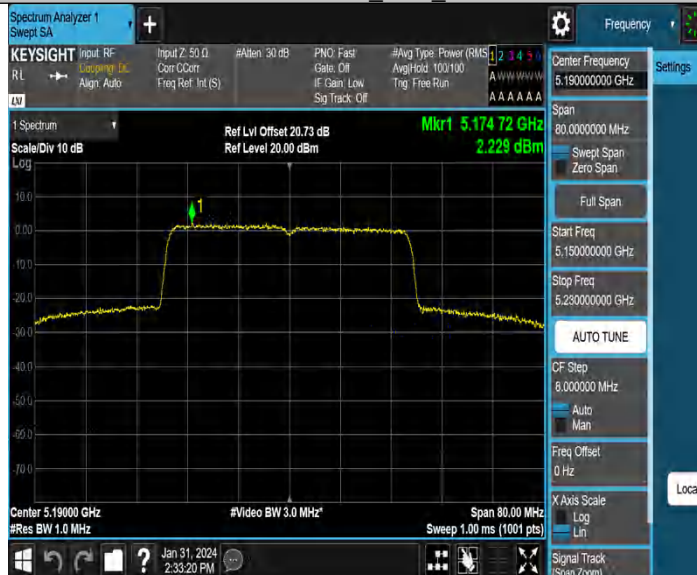 Spectrum Analyzer 1
Swept SA
+
Frequency
KEYSIGHT
RL
LXI
Input: RF
Coupling: DC
Align: Auto
Input Z: 50 Ω
Corr CCorr
Freq Ref: Int (S)
#Atten: 30 dB
PNO: Fast
Gate: Off
IF Gain: Low
Sig Track: Off
#Avg Type: Power (RMS
Avg|Hold: 100/100
Trig: Free Run
1 2 3 4 5 6
A W W W W W
A A A A A A
Center Frequency
5.190000000 GHz
Settings
Span
80.0000000 MHz
Swept Span
Zero Span
Full Span
Start Freq
5.150000000 GHz
Stop Freq
5.230000000 GHz
AUTO TUNE
CF Step
8.000000 MHz
Auto
Man
Freq Offset
0 Hz
X Axis Scale
Log
Lin
Signal Track
(Span Zoom)
Loca
1 Spectrum
Scale/Div 10 dB
Log
Ref Lvl Offset 20.73 dB
Ref Level 20.00 dBm
Mkr1 5.174 72 GHz
2.229 dBm
1
10.0
0.00
-10.0
-20.0
-30.0
-40.0
-50.0
-60.0
-70.0
Center 5.19000 GHz
#Res BW 1.0 MHz
#Video BW 3.0 MHz*
Span 80.00 MHz
Sweep 1.00 ms (1001 pts)
?
Jan 31, 2024
2:33:20 PM